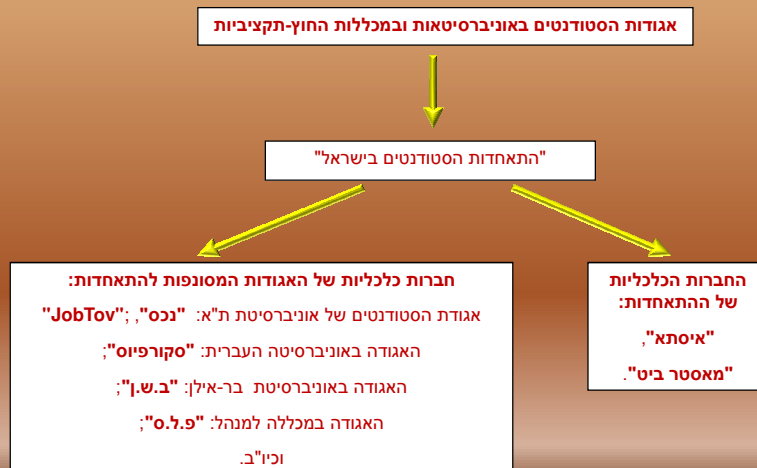 אגודות הסטודנטים באוניברסיטאות ובמכללות החוץ-תקציביות
"התאחדות הסטודנטים בישראל"
החברות הכלכליות
של ההתאחדות:
"איסתא",
"מאסטר ביט".
חברות כלכליות של האגודות המסונפות להתאחדות:
אגודת הסטודנטים של אוניברסיטת ת"א: "נכס", ;"JobTov"
האגודה באוניברסיטה העברית: "סקורפיוס";
האגודה באוניברסיטת בר-אילן: "ב.ש.ן";
האגודה במכללה למנהל: "פ.ל.ס";
וכיו"ב.